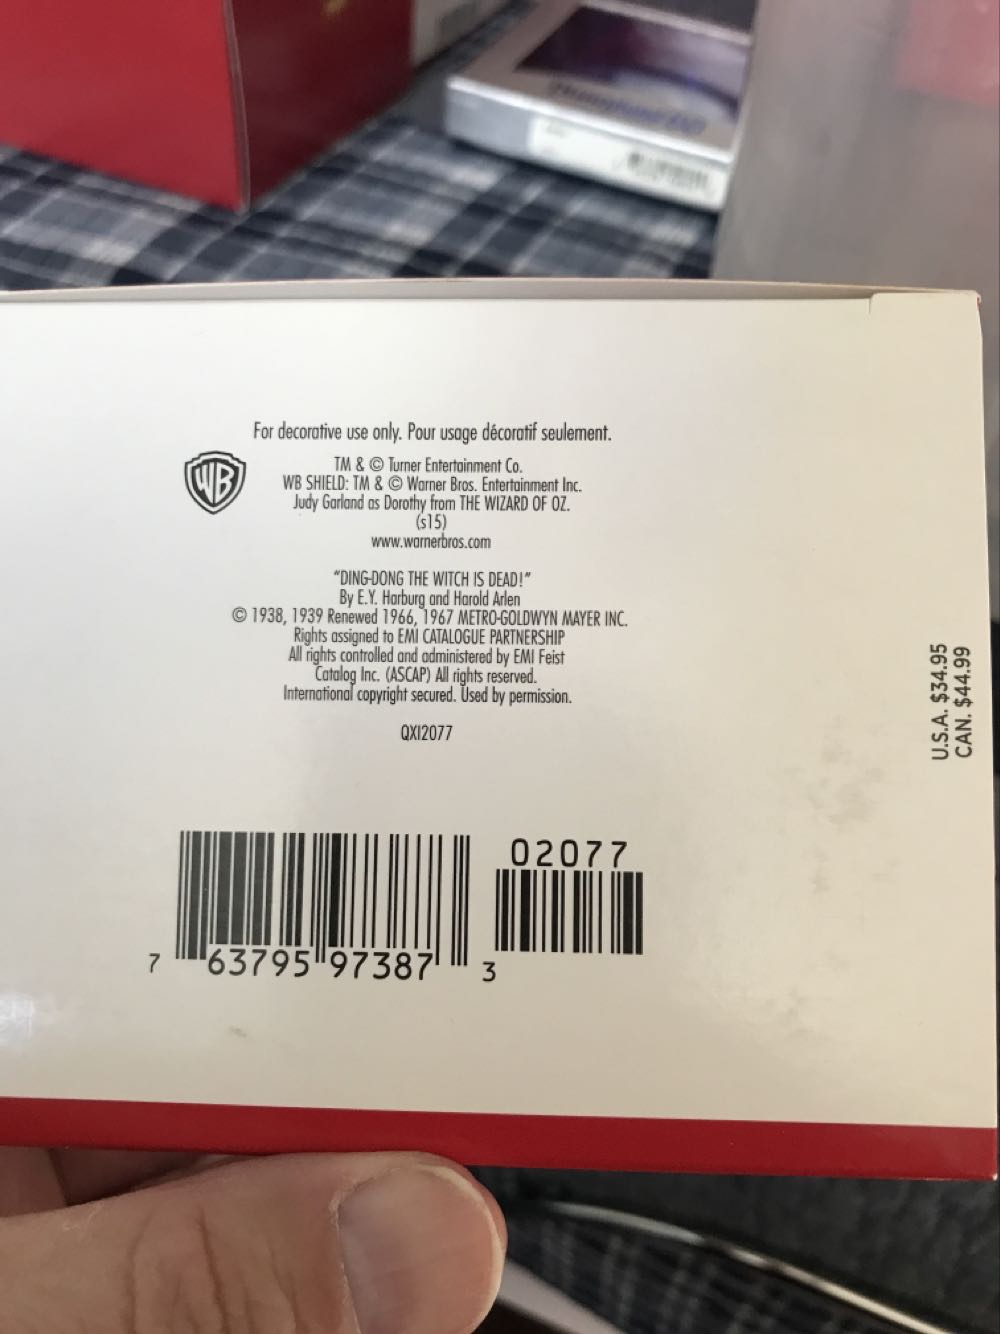 For decorative use only. Pour usage décoratif seulement.
WB
TM & © Turner Entertainment Co.
WB SHIELD: TM & © Warner Bros. Entertainment Inc.
Judy Garland as Dorothy from THE WIZARD OF OZ.
(s15)
www.warnerbros.com
"DING-DONG THE WITCH IS DEAD!"
By E.Y. Harburg and Harold Arlen
© 1938, 1939 Renewed 1966, 1967 METRO-GOLDWYN MAYER INC.
Rights assigned to EMI CATALOGUE PARTNERSHIP
All rights controlled and administered by EMI Feist
Catalog Inc. (ASCAP) All rights reserved.
International copyright secured. Used by permission.
QXI2077
U.S.A. $34.95
CAN. $44.99
02077
7 63795 97387 3